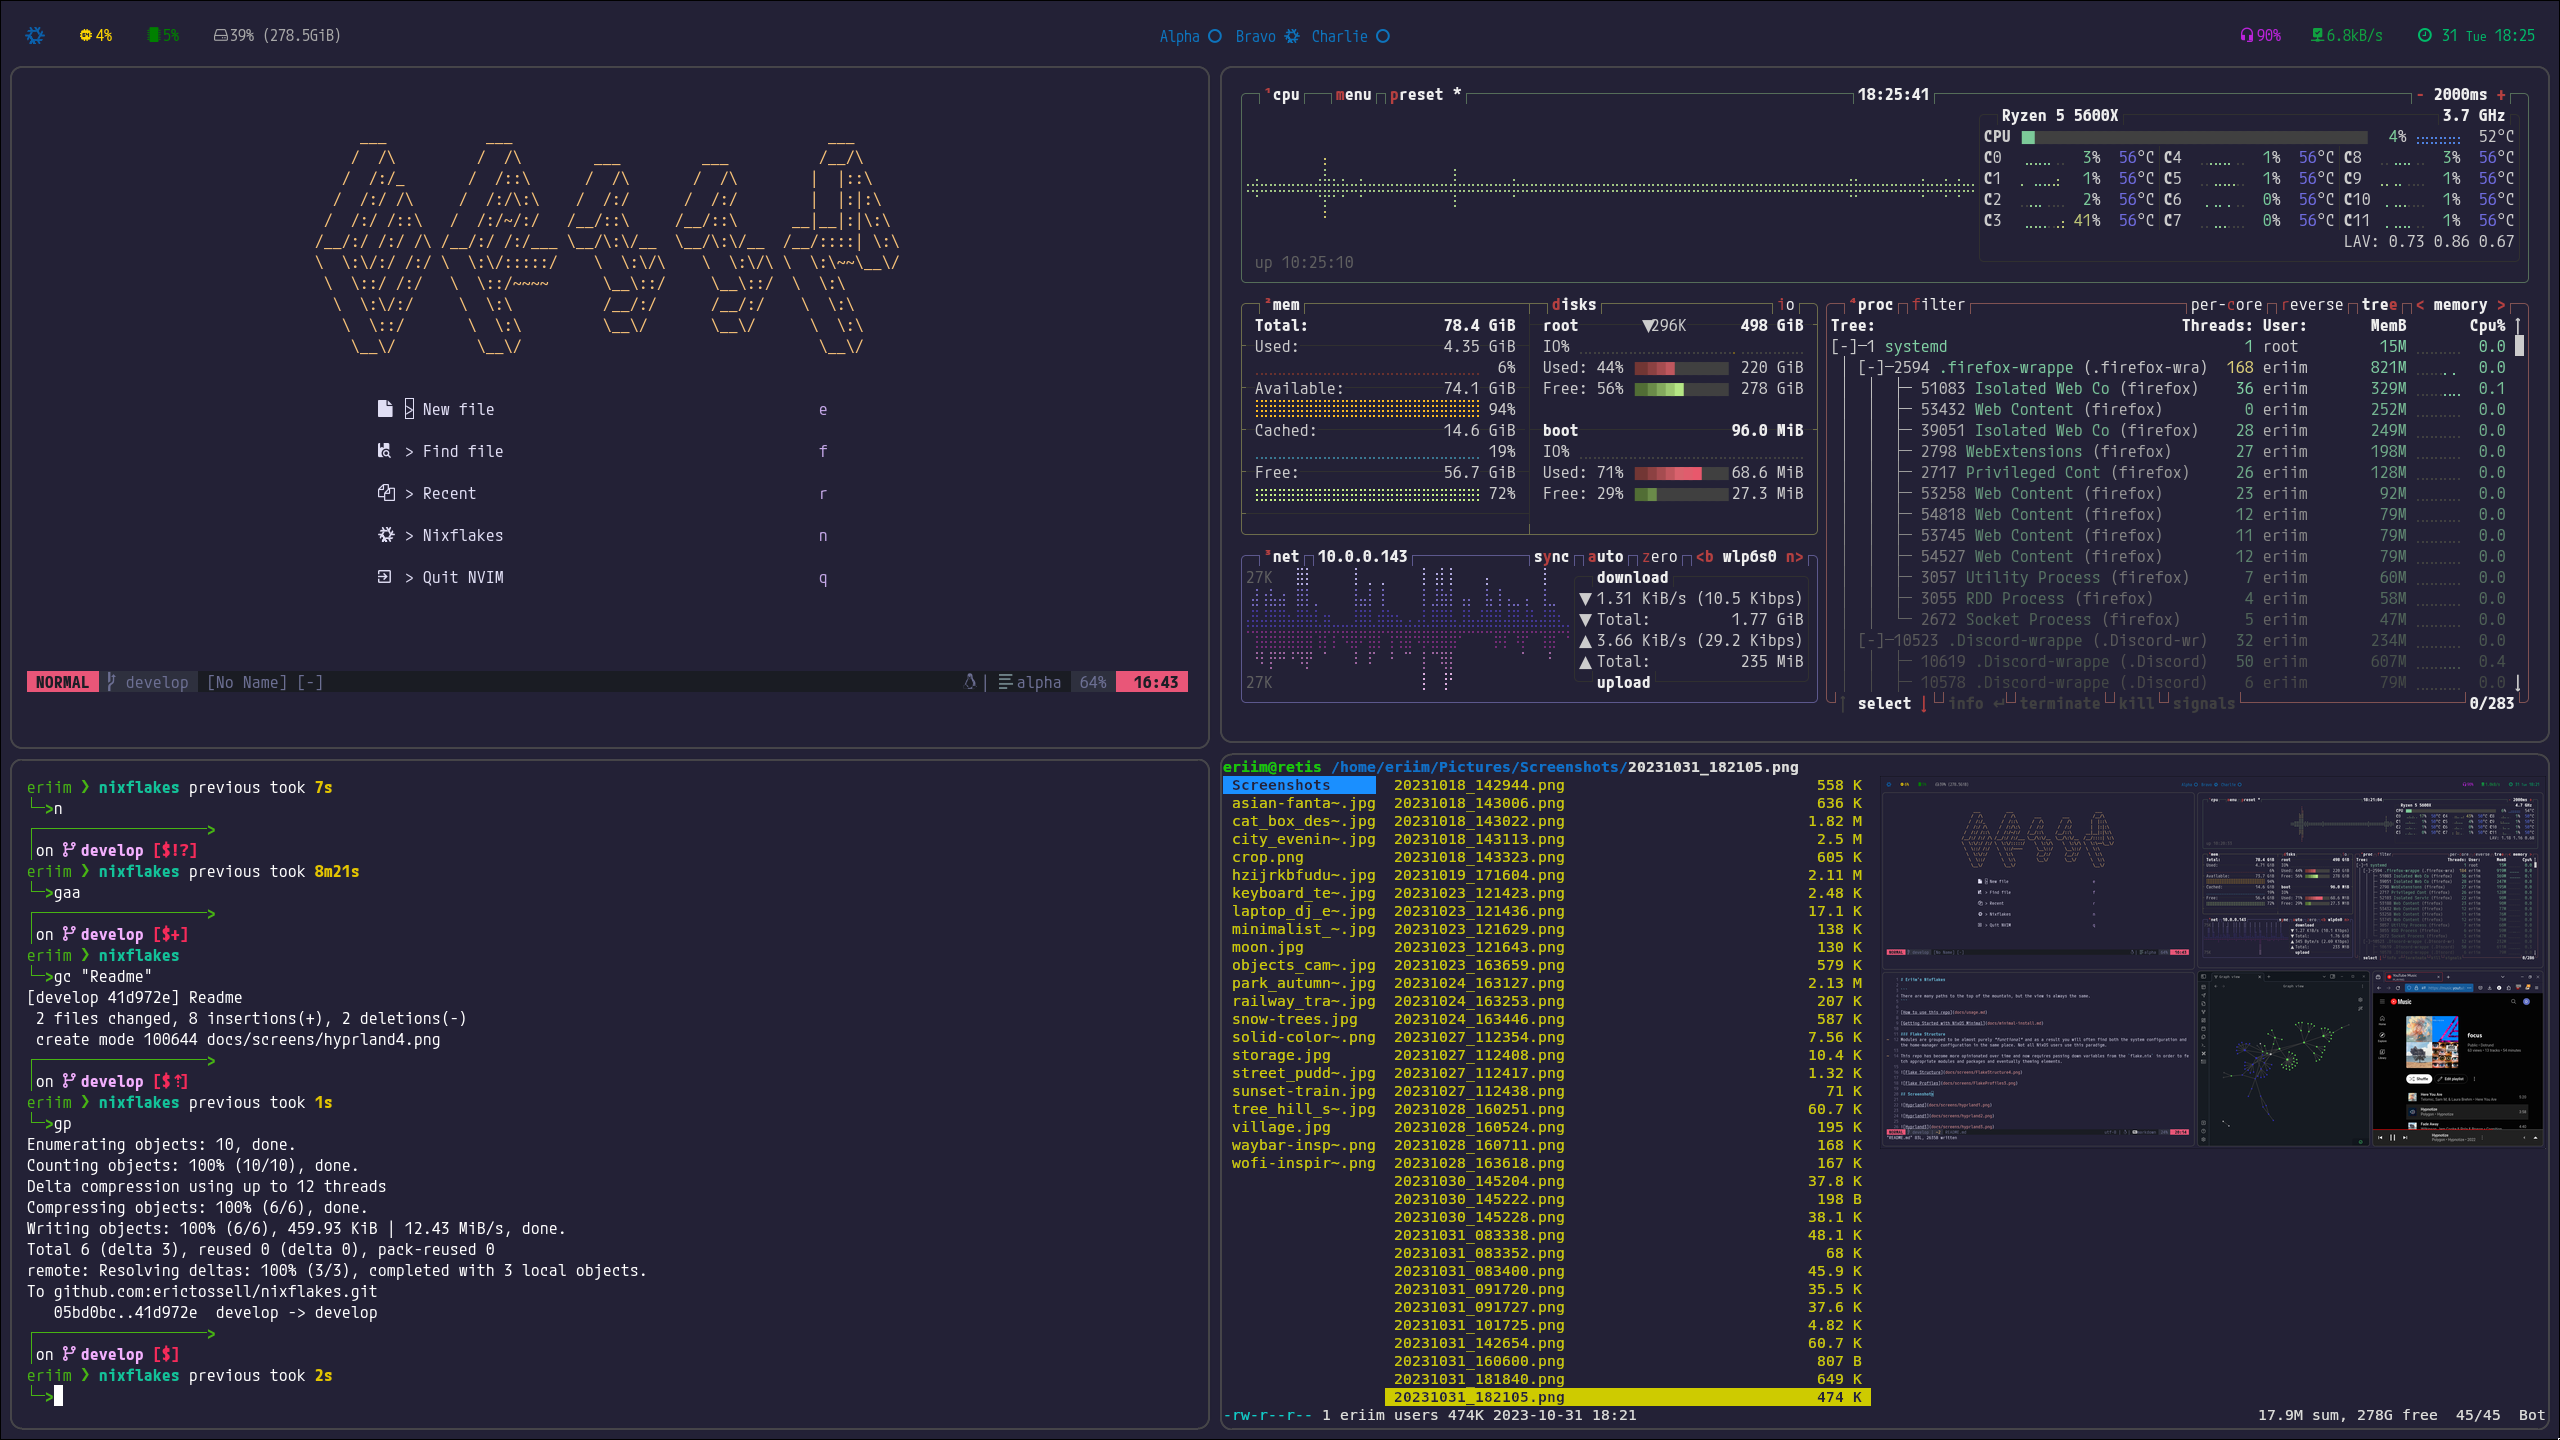 4% 5% 39% (278.5GiB) Alpha Bravo Charlie 90% 6.8kB/s 31 Tue 18:25
> New file e
> Find file f
> Recent r
> Nixflakes n
> Quit NVIM q
NORMAL develop [No Name] [-] | alpha 64% 16:43
¹cpu menu preset * 18:25:41 - 2000ms +
Ryzen 5 5600X 3.7 GHz
CPU 4% 52°C
C0 3% 56°C C4 1% 56°C C8 3% 56°C
C1 1% 56°C C5 1% 56°C C9 1% 56°C
C2 2% 56°C C6 0% 56°C C10 1% 56°C
C3 41% 56°C C7 0% 56°C C11 1% 56°C
LAV: 0.73 0.86 0.67
up 10:25:10
²mem disks io
Total: 78.4 GiB root ▼296K 498 GiB
Used: 4.35 GiB IO%
6% Used: 44% 220 GiB
Available: 74.1 GiB Free: 56% 278 GiB
94%
Cached: 14.6 GiB boot 96.0 MiB
19% IO%
Free: 56.7 GiB Used: 71% 68.6 MiB
72% Free: 29% 27.3 MiB
³net 10.0.0.143 sync auto zero <b wlp6s0 n>
27K download
▼ 1.31 KiB/s (10.5 Kibps)
▼ Total: 1.77 GiB
▲ 3.66 KiB/s (29.2 Kibps)
▲ Total: 235 MiB
27K upload
⁴proc filter per-core reverse tree < memory >
Tree: Threads: User: MemB Cpu% ↑
[-]─1 systemd 1 root 15M 0.0
[-]─2594 .firefox-wrappe (.firefox-wra) 168 eriim 821M 0.0
├─ 51083 Isolated Web Co (firefox) 36 eriim 329M 0.1
├─ 53432 Web Content (firefox) 0 eriim 252M 0.0
├─ 39051 Isolated Web Co (firefox) 28 eriim 249M 0.0
├─ 2798 WebExtensions (firefox) 27 eriim 198M 0.0
├─ 2717 Privileged Cont (firefox) 26 eriim 128M 0.0
├─ 53258 Web Content (firefox) 23 eriim 92M 0.0
├─ 54818 Web Content (firefox) 12 eriim 79M 0.0
├─ 53745 Web Content (firefox) 11 eriim 79M 0.0
├─ 54527 Web Content (firefox) 12 eriim 79M 0.0
├─ 3057 Utility Process (firefox) 7 eriim 60M 0.0
├─ 3055 RDD Process (firefox) 4 eriim 58M 0.0
└─ 2672 Socket Process (firefox) 5 eriim 47M 0.0
[-]─10523 .Discord-wrappe (.Discord-wr) 32 eriim 234M 0.0
├─ 10619 .Discord-wrappe (.Discord) 50 eriim 607M 0.4
├─ 10578 .Discord-wrappe (.Discord) 6 eriim 79M 0.0 ↓
↑ select ↓ info ↵ terminate kill signals 0/283
eriim ❯ nixflakes previous took 7s
└─>n
on develop [$!?]
eriim ❯ nixflakes previous took 8m21s
└─>gaa
on develop [$+]
eriim ❯ nixflakes
└─>gc "Readme"
[develop 41d972e] Readme
2 files changed, 8 insertions(+), 2 deletions(-)
create mode 100644 docs/screens/hyprland4.png
on develop [$⇡]
eriim ❯ nixflakes previous took 1s
└─>gp
Enumerating objects: 10, done.
Counting objects: 100% (10/10), done.
Delta compression using up to 12 threads
Compressing objects: 100% (6/6), done.
Writing objects: 100% (6/6), 459.93 KiB | 12.43 MiB/s, done.
Total 6 (delta 3), reused 0 (delta 0), pack-reused 0
remote: Resolving deltas: 100% (3/3), completed with 3 local objects.
To github.com:erictossell/nixflakes.git
05bd0bc..41d972e develop -> develop
on develop [$]
eriim ❯ nixflakes previous took 2s
└─>
eriim@retis /home/eriim/Pictures/Screenshots/20231031_182105.png
Screenshots 20231018_142944.png 558 K
asian-fanta~.jpg 20231018_143006.png 636 K
cat_box_des~.jpg 20231018_143022.png 1.82 M
city_evenin~.jpg 20231018_143113.png 2.5 M
crop.png 20231018_143323.png 605 K
hzijrkbfudu~.jpg 20231019_171604.png 2.11 M
keyboard_te~.jpg 20231023_121423.png 2.48 K
laptop_dj_e~.jpg 20231023_121436.png 17.1 K
minimalist_~.jpg 20231023_121629.png 138 K
moon.jpg 20231023_121643.png 130 K
objects_cam~.jpg 20231023_163659.png 579 K
park_autumn~.jpg 20231024_163127.png 2.13 M
railway_tra~.jpg 20231024_163253.png 207 K
snow-trees.jpg 20231024_163446.png 587 K
solid-color~.png 20231027_112354.png 7.56 K
storage.jpg 20231027_112408.png 10.4 K
street_pudd~.jpg 20231027_112417.png 1.32 K
sunset-train.jpg 20231027_112438.png 71 K
tree_hill_s~.jpg 20231028_160251.png 60.7 K
village.jpg 20231028_160524.png 195 K
waybar-insp~.png 20231028_160711.png 168 K
wofi-inspir~.png 20231028_163618.png 167 K
20231030_145204.png 37.8 K
20231030_145222.png 198 B
20231030_145228.png 38.1 K
20231031_083338.png 48.1 K
20231031_083352.png 68 K
20231031_083400.png 45.9 K
20231031_091720.png 35.5 K
20231031_091727.png 37.6 K
20231031_101725.png 4.82 K
20231031_142654.png 60.7 K
20231031_160600.png 807 B
20231031_181840.png 649 K
20231031_182105.png 474 K
-rw-r--r-- 1 eriim users 474K 2023-10-31 18:21 17.9M sum, 278G free 45/45 Bot